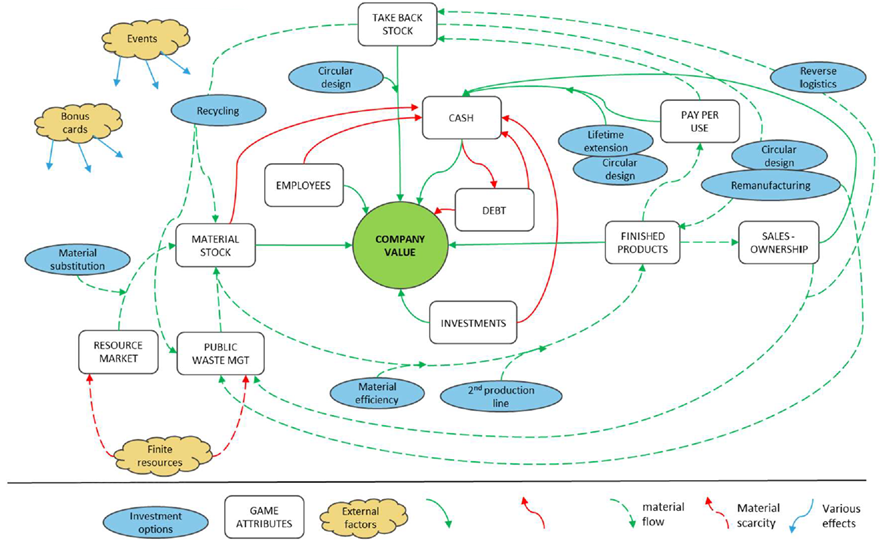 TAKE BACK
STOCK
Events
Circular
design
Reverse
logistics
Recycling
Bonus
cards
CASH
PAY PER
USE
Lifetime
extension
Circular
design
Circular
design
Remanufacturing
EMPLOYEES
DEBT
MATERIAL
STOCK
COMPANY
VALUE
FINISHED
PRODUCTS
SALES -
OWNERSHIP
Material
substitution
INVESTMENTS
RESOURCE
MARKET
PUBLIC
WASTE MGT
Material
efficiency
2nd production
line
Finite
resources
Investment
options
GAME
ATTRIBUTES
External
factors
material
flow
Material
scarcity
Various
effects